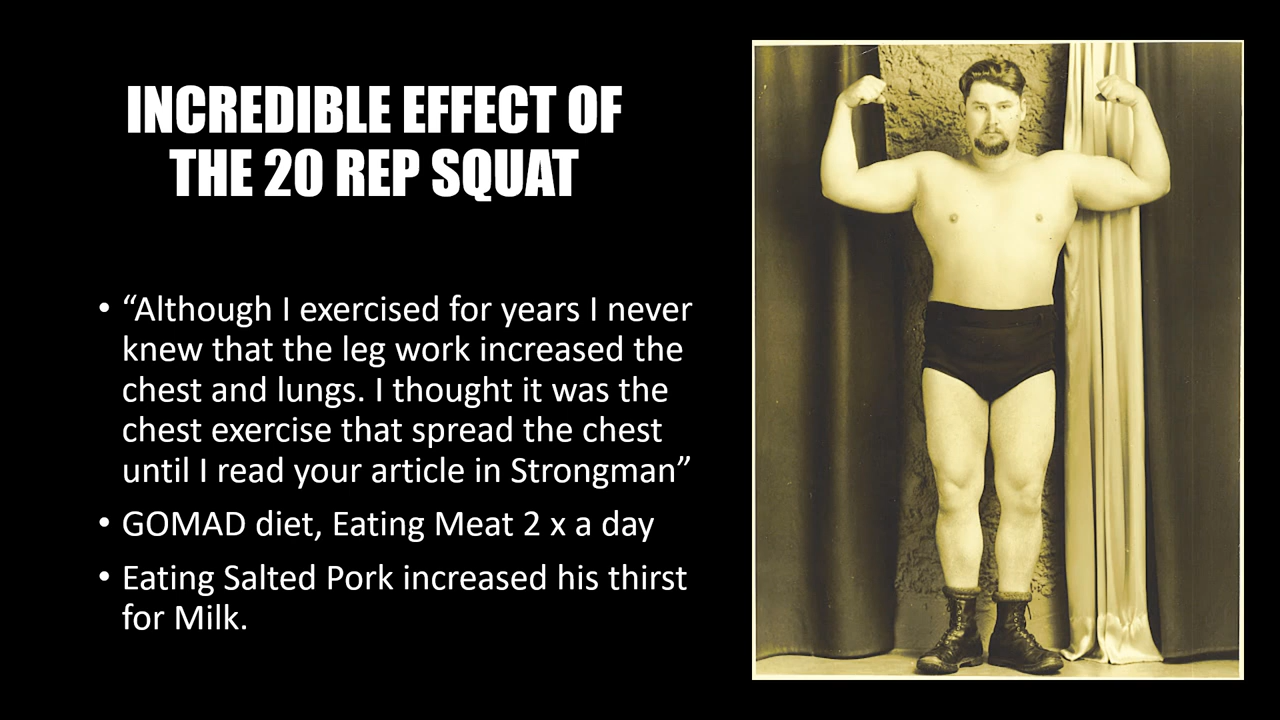 INCREDIBLE EFFECT OF
THE 20 REP SQUAT
• “Although I exercised for years I never
knew that the leg work increased the
chest and lungs. I thought it was the
chest exercise that spread the chest
until I read your article in Strongman”
• GOMAD diet, Eating Meat 2 x a day
• Eating Salted Pork increased his thirst
for Milk.